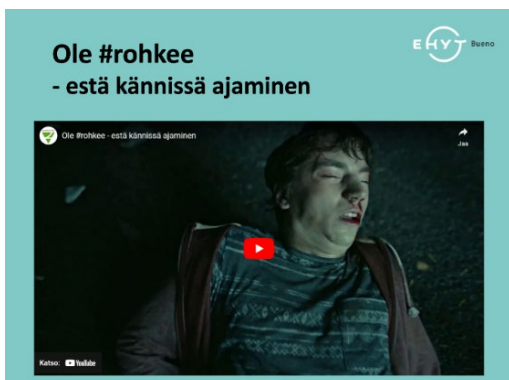 Ole #rohkee
- estä kännissä ajaminen
EHYT Bueno
Ole #rohkee - estä kännissä ajaminen
Jaa
Katso: YouTube